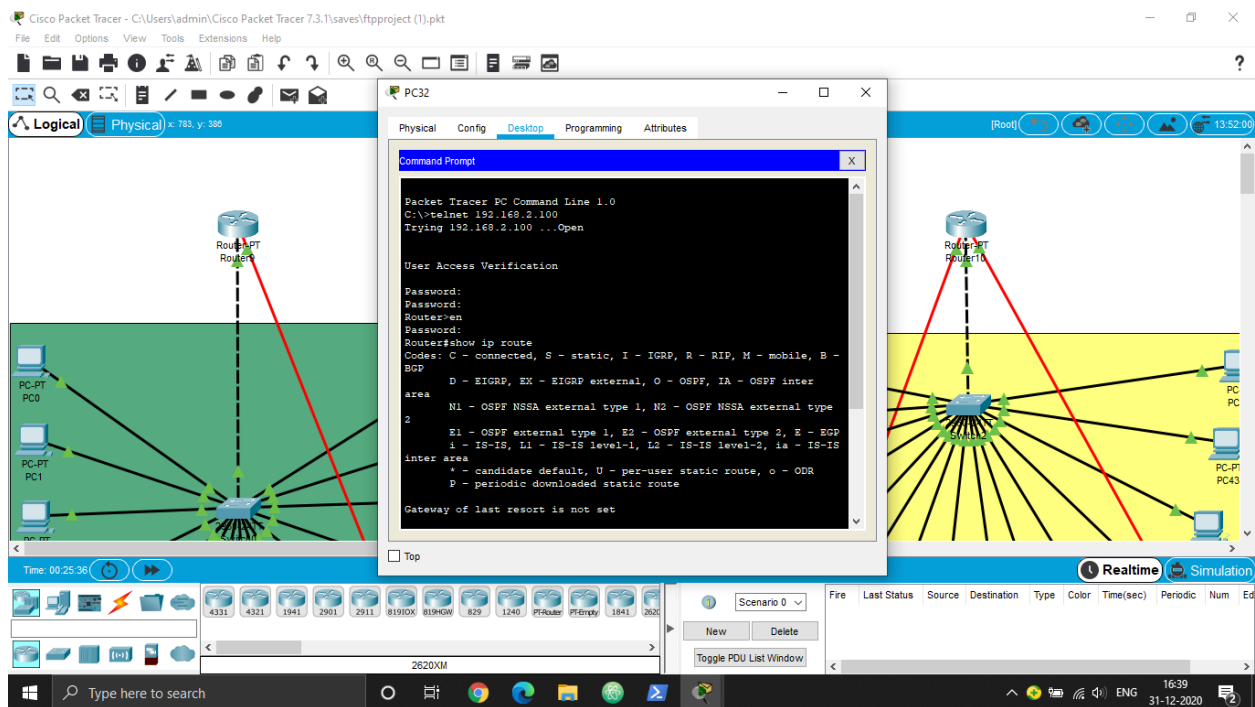 Cisco Packet Tracer - C:\Users\admin\Cisco Packet Tracer 7.3.1\saves\ftpproject (1).pkt
File Edit Options View Tools Extensions Help
?
Logical Physical x: 783, y: 386
[Root] 13:52:00
PC32
Physical Config Desktop Programming Attributes
Command Prompt X
Packet Tracer PC Command Line 1.0
C:\>telnet 192.168.2.100
Trying 192.168.2.100 ...Open
User Access Verification
Password:
Password:
Router>en
Password:
Router#show ip route
Codes: C - connected, S - static, I - IGRP, R - RIP, M - mobile, B -
BGP
D - EIGRP, EX - EIGRP external, O - OSPF, IA - OSPF inter
area
N1 - OSPF NSSA external type 1, N2 - OSPF NSSA external type
2
E1 - OSPF external type 1, E2 - OSPF external type 2, E - EGP
i - IS-IS, L1 - IS-IS level-1, L2 - IS-IS level-2, ia - IS-IS
inter area
* - candidate default, U - per-user static route, o - ODR
P - periodic downloaded static route
Gateway of last resort is not set
Top
Router-PT
Router9
PC-PT
PC0
PC-PT
PC1
PC-PT
Router-PT
Router10
Switch2
PC
PC
PC-PT
PC43
Time: 00:25:36
Realtime Simulation
4331 4321 1941 2901 2911 819IOX 819HGW 829 1240 PT-Router PT-Empty 1841 262
2620XM
Scenario 0
New Delete
Toggle PDU List Window
Fire Last Status Source Destination Type Color Time(sec) Periodic Num Ed
Type here to search
ENG
16:39
31-12-2020
2